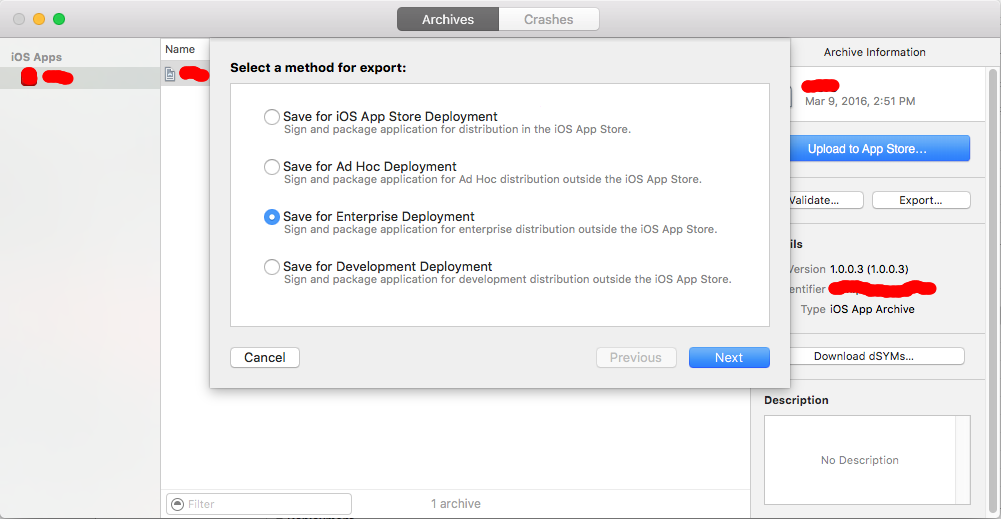 Archives
Crashes
iOS Apps
Name
Archive Information
Select a method for export:
Save for iOS App Store Deployment
Sign and package application for distribution in the iOS App Store.
Save for Ad Hoc Deployment
Sign and package application for Ad Hoc distribution outside the iOS App Store.
Save for Enterprise Deployment
Sign and package application for enterprise distribution outside the iOS App Store.
Save for Development Deployment
Sign and package application for development distribution outside the iOS App Store.
Cancel
Previous
Next
Mar 9, 2016, 2:51 PM
Upload to App Store...
Validate...
Export...
ils
Version 1.0.0.3 (1.0.0.3)
entifier
Type iOS App Archive
Download dSYMs...
Description
No Description
Filter
1 archive